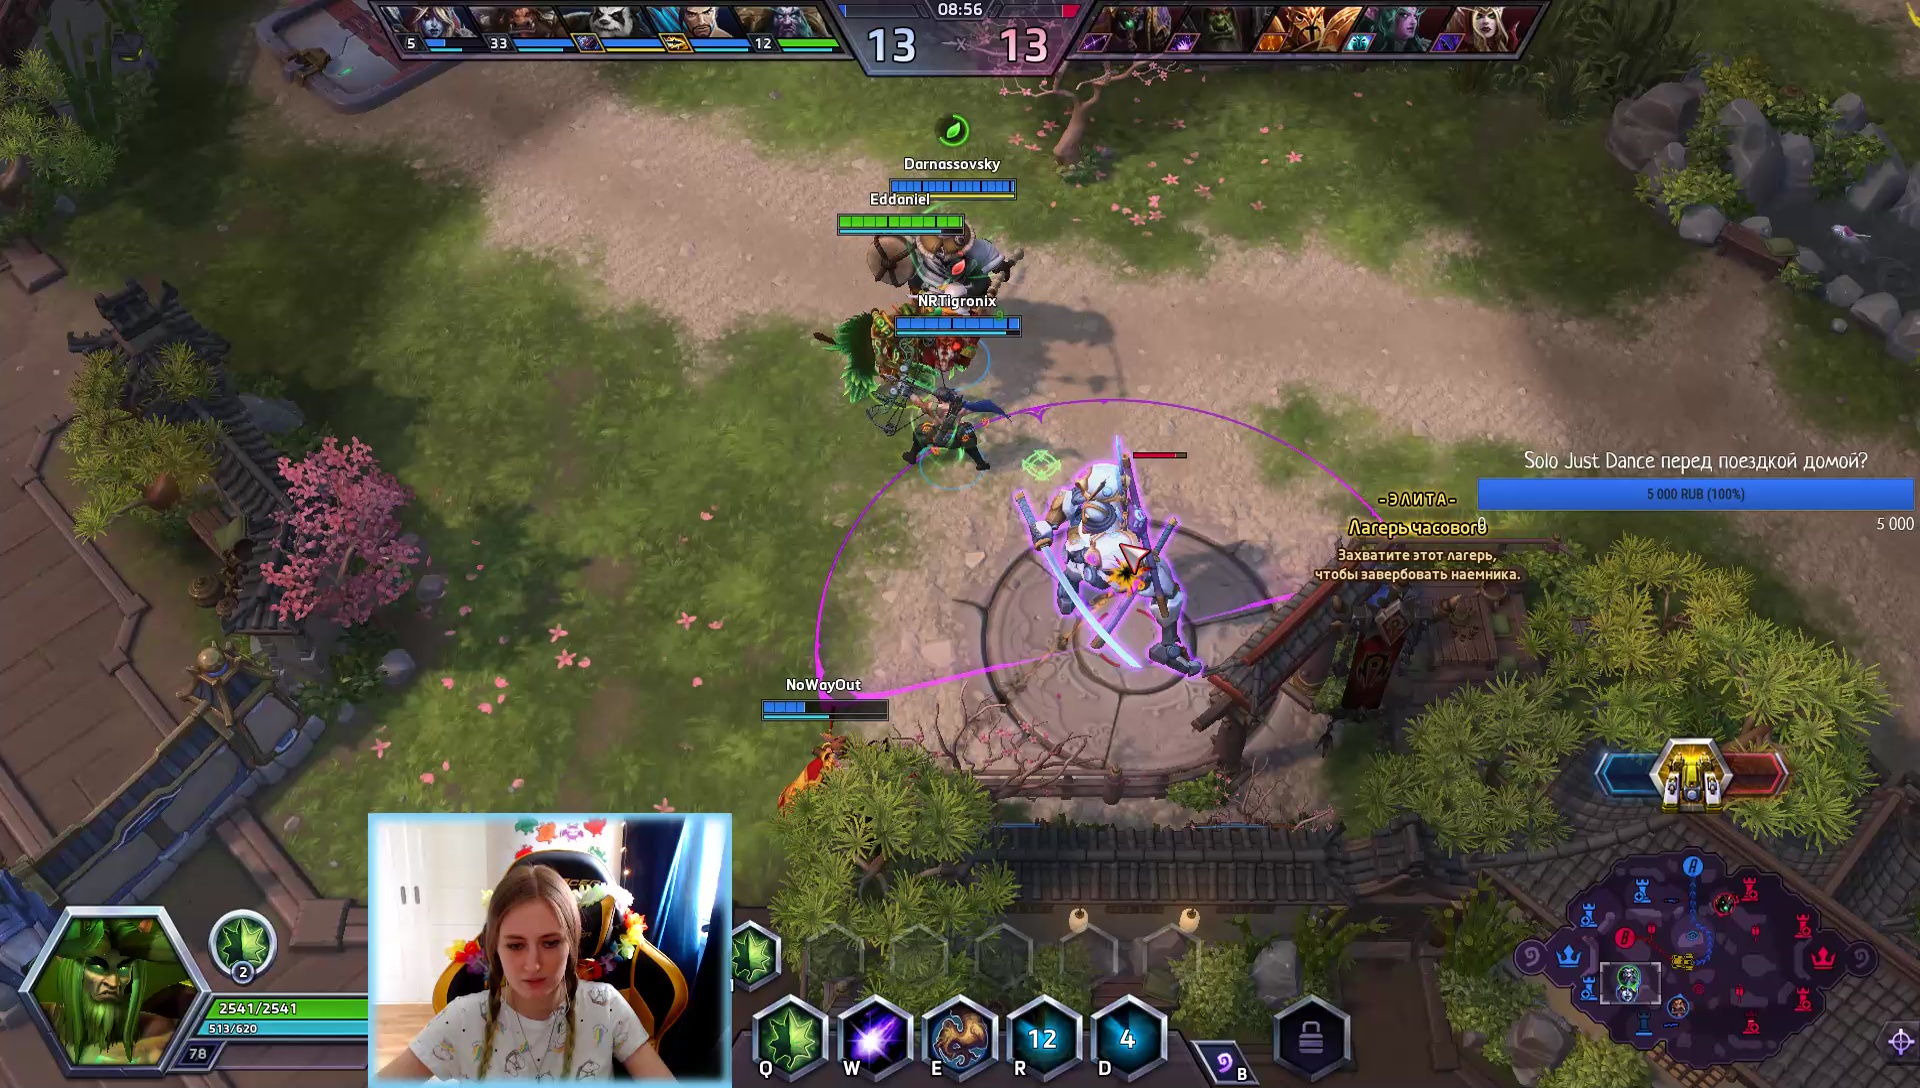 08:56
5
33
12
13
13
Darnassovsky
Eddaniel
NRTigronix
NoWayOut
-ЭЛИТА-
Лагерь часового
Захватите этот лагерь,
чтобы завербовать наемника.
Solo Just Dance перед поездкой домой?
5 000 RUB (100%)
0
5 000
2
2541/2541
513/620
78
12
4
Q
W
E
R
D
B